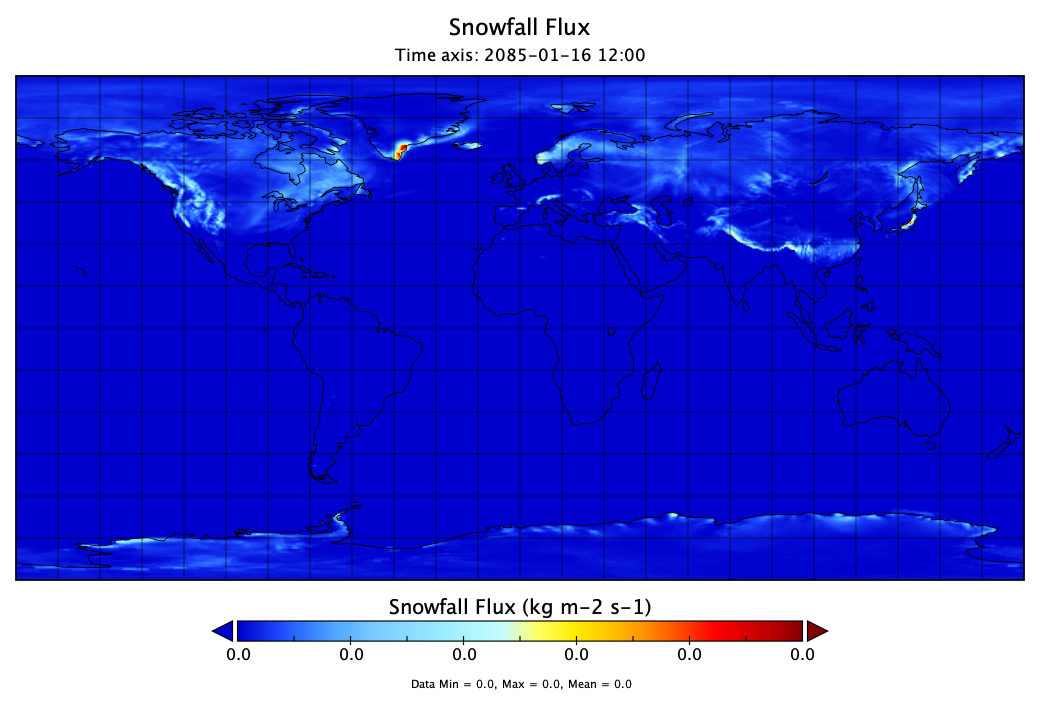 Snowfall Flux
Time axis: 2085-01-16 12:00
Snowfall Flux (kg m-2 s-1)
0.0 0.0 0.0 0.0 0.0 0.0
Data Min = 0.0, Max = 0.0, Mean = 0.0